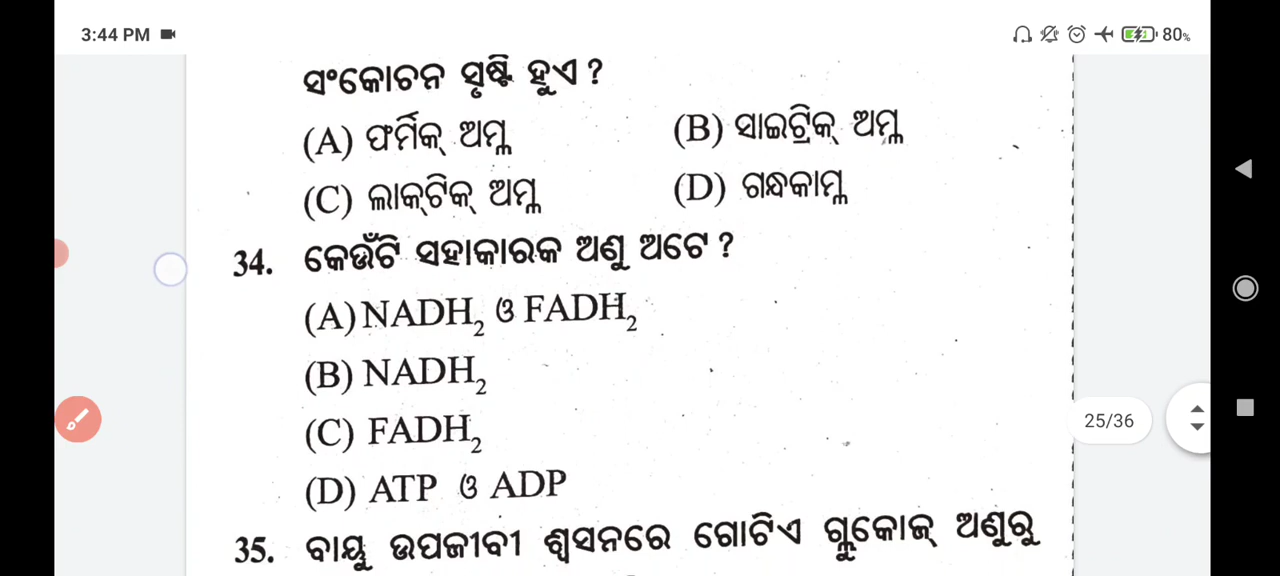 3:44 PM
80%
ସଂକୋଚନ ସୃଷ୍ଟି ହୁଏ ?
(A) ଫର୍ମିକ୍ ଅମ୍ଳ (B) ସାଇଟ୍ରିକ୍ ଅମ୍ଳ
(C) ଲାକ୍‌ଟିକ୍ ଅମ୍ଳ (D) ଗନ୍ଧକାମ୍ଳ
34. କେଉଁଟି ସହାକାରକ ଅଣୁ ଅଟେ ?
(A) NADH₂ ଓ FADH₂
(B) NADH₂
(C) FADH₂
25/36
(D) ATP ଓ ADP
35. ବାୟୁ ଉପଜୀବୀ ଶ୍ଵସନରେ ଗୋଟିଏ ଗ୍ଲୁକୋଜ୍ ଅଣୁରୁ